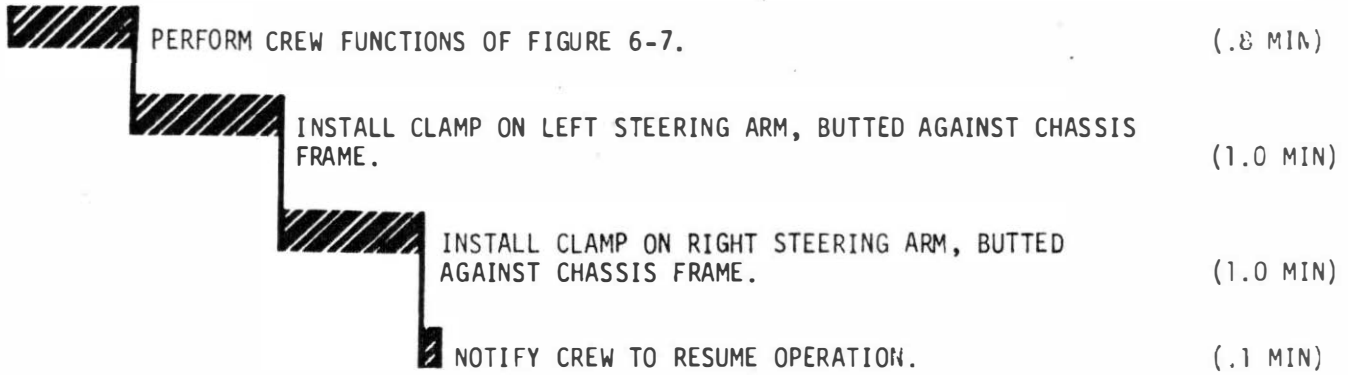 PERFORM CREW FUNCTIONS OF FIGURE 6-7. (.8 MIN)
INSTALL CLAMP ON LEFT STEERING ARM, BUTTED AGAINST CHASSIS
FRAME. (1.0 MIN)
INSTALL CLAMP ON RIGHT STEERING ARM, BUTTED
AGAINST CHASSIS FRAME. (1.0 MIN)
NOTIFY CREW TO RESUME OPERATION. (.1 MIN)